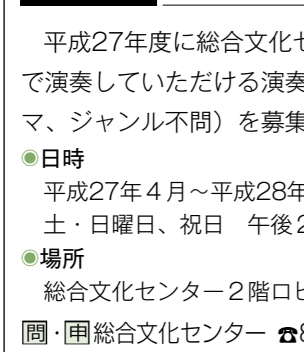 平成27年度に総合文化セ
で演奏していただける演奏
マ、ジャンル不問）を募集
◉日時
平成27年４月～平成28年
土・日曜日、祝日　午後２
◉場所
総合文化センター２階ロビ
問・申総合文化センター ☎8